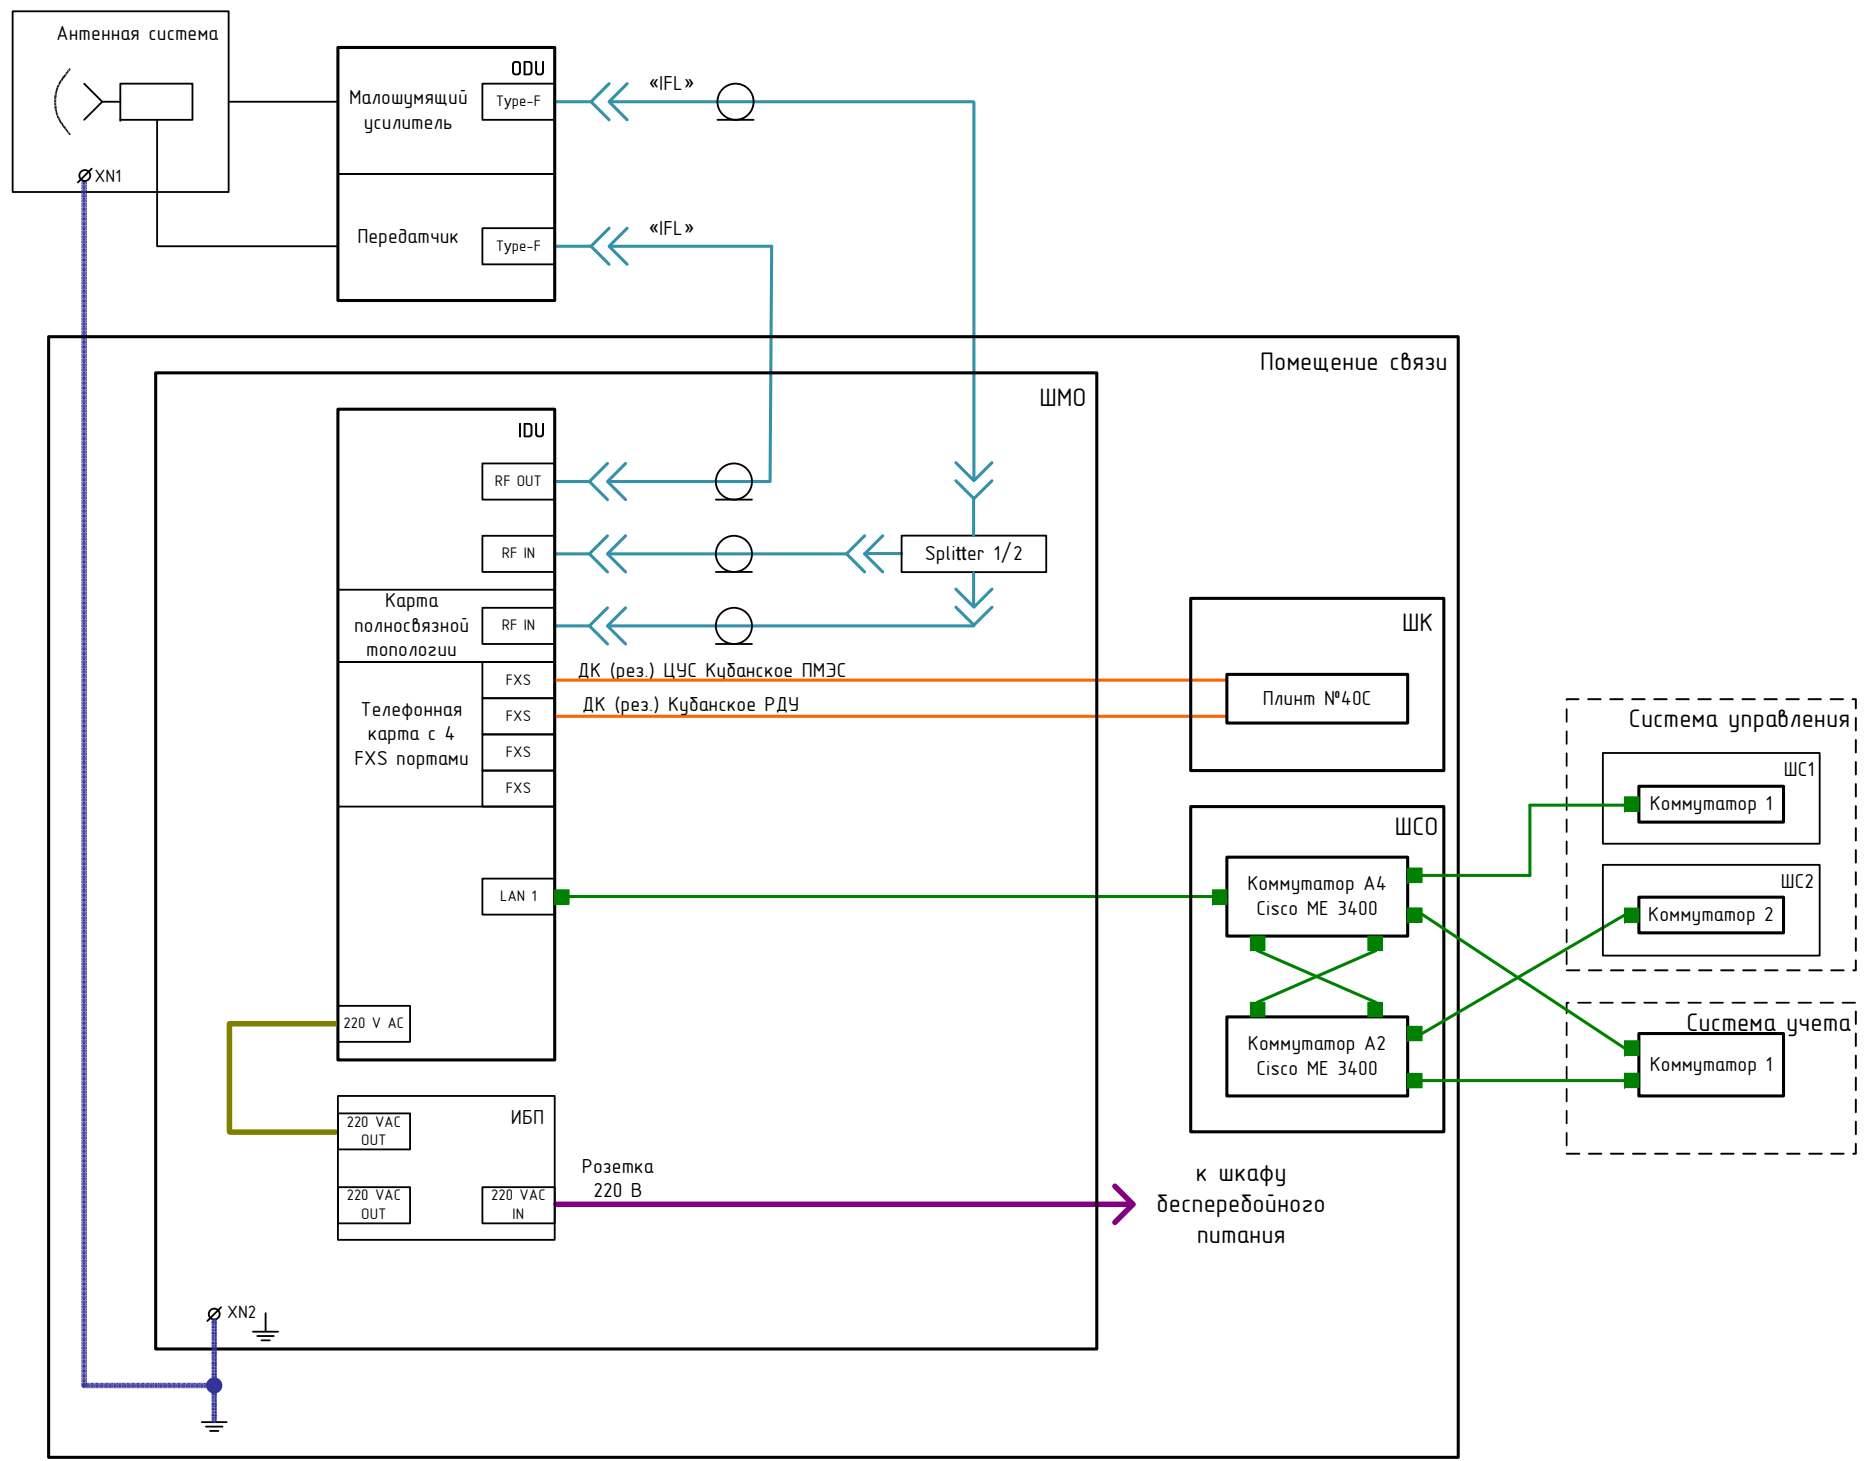 Антенная система
XN1
ODU
Малошумящий
усилитель
Type-F
«IFL»
Передатчик
Type-F
«IFL»
Помещение связи
ШМО
IDU
RF OUT
RF IN
Splitter 1/2
Карта
полносвязной
топологии
RF IN
Телефонная
карта с 4
FXS портами
FXS
FXS
FXS
FXS
ДК (рез.) ЦУС Кубанское ПМЭС
ДК (рез.) Кубанское РДУ
ШК
Плинт №40С
LAN 1
220 V AC
ШСО
Коммутатор А4
Cisco ME 3400
Коммутатор А2
Cisco ME 3400
Система управления
ШС1
Коммутатор 1
ШС2
Коммутатор 2
Система учета
Коммутатор 1
ИБП
220 VAC
OUT
220 VAC
OUT
220 VAC
IN
Розетка
220 В
к шкафу
бесперебойного
питания
XN2